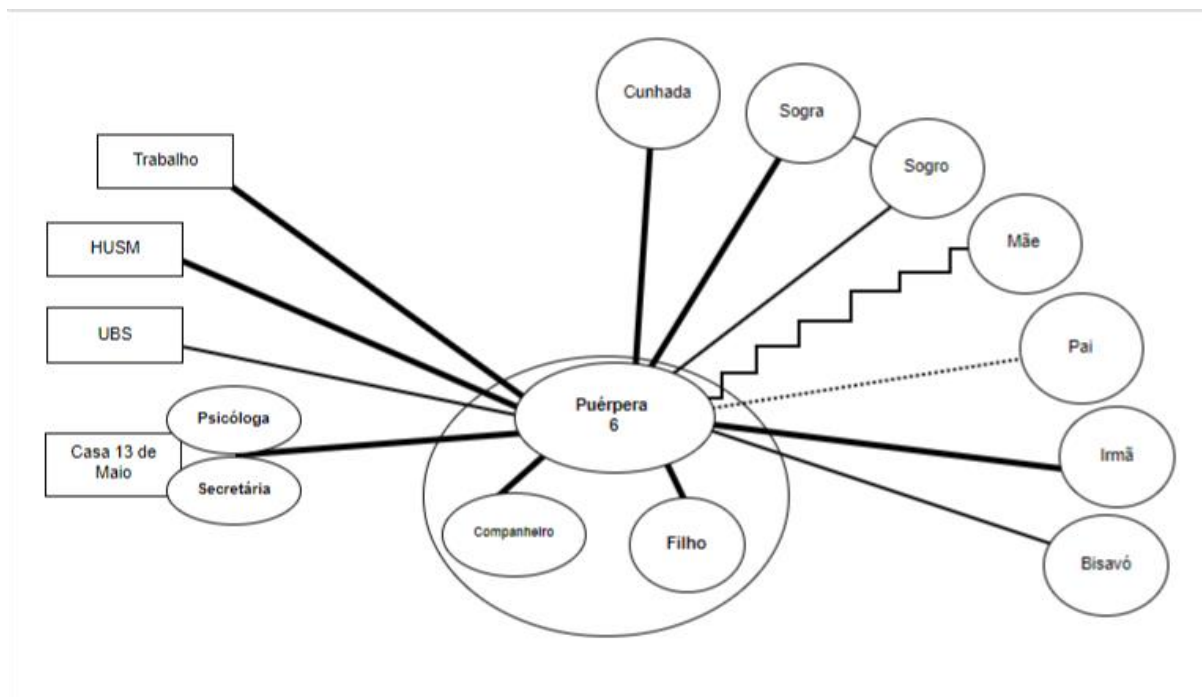 Cunhada
Sogra
Sogro
Trabalho
Mãe
HUSM
UBS
Pai
Puérpera
6
Psicóloga
Casa 13 de
Maio
Secretária
Irmã
Companheiro
Filho
Bisavó